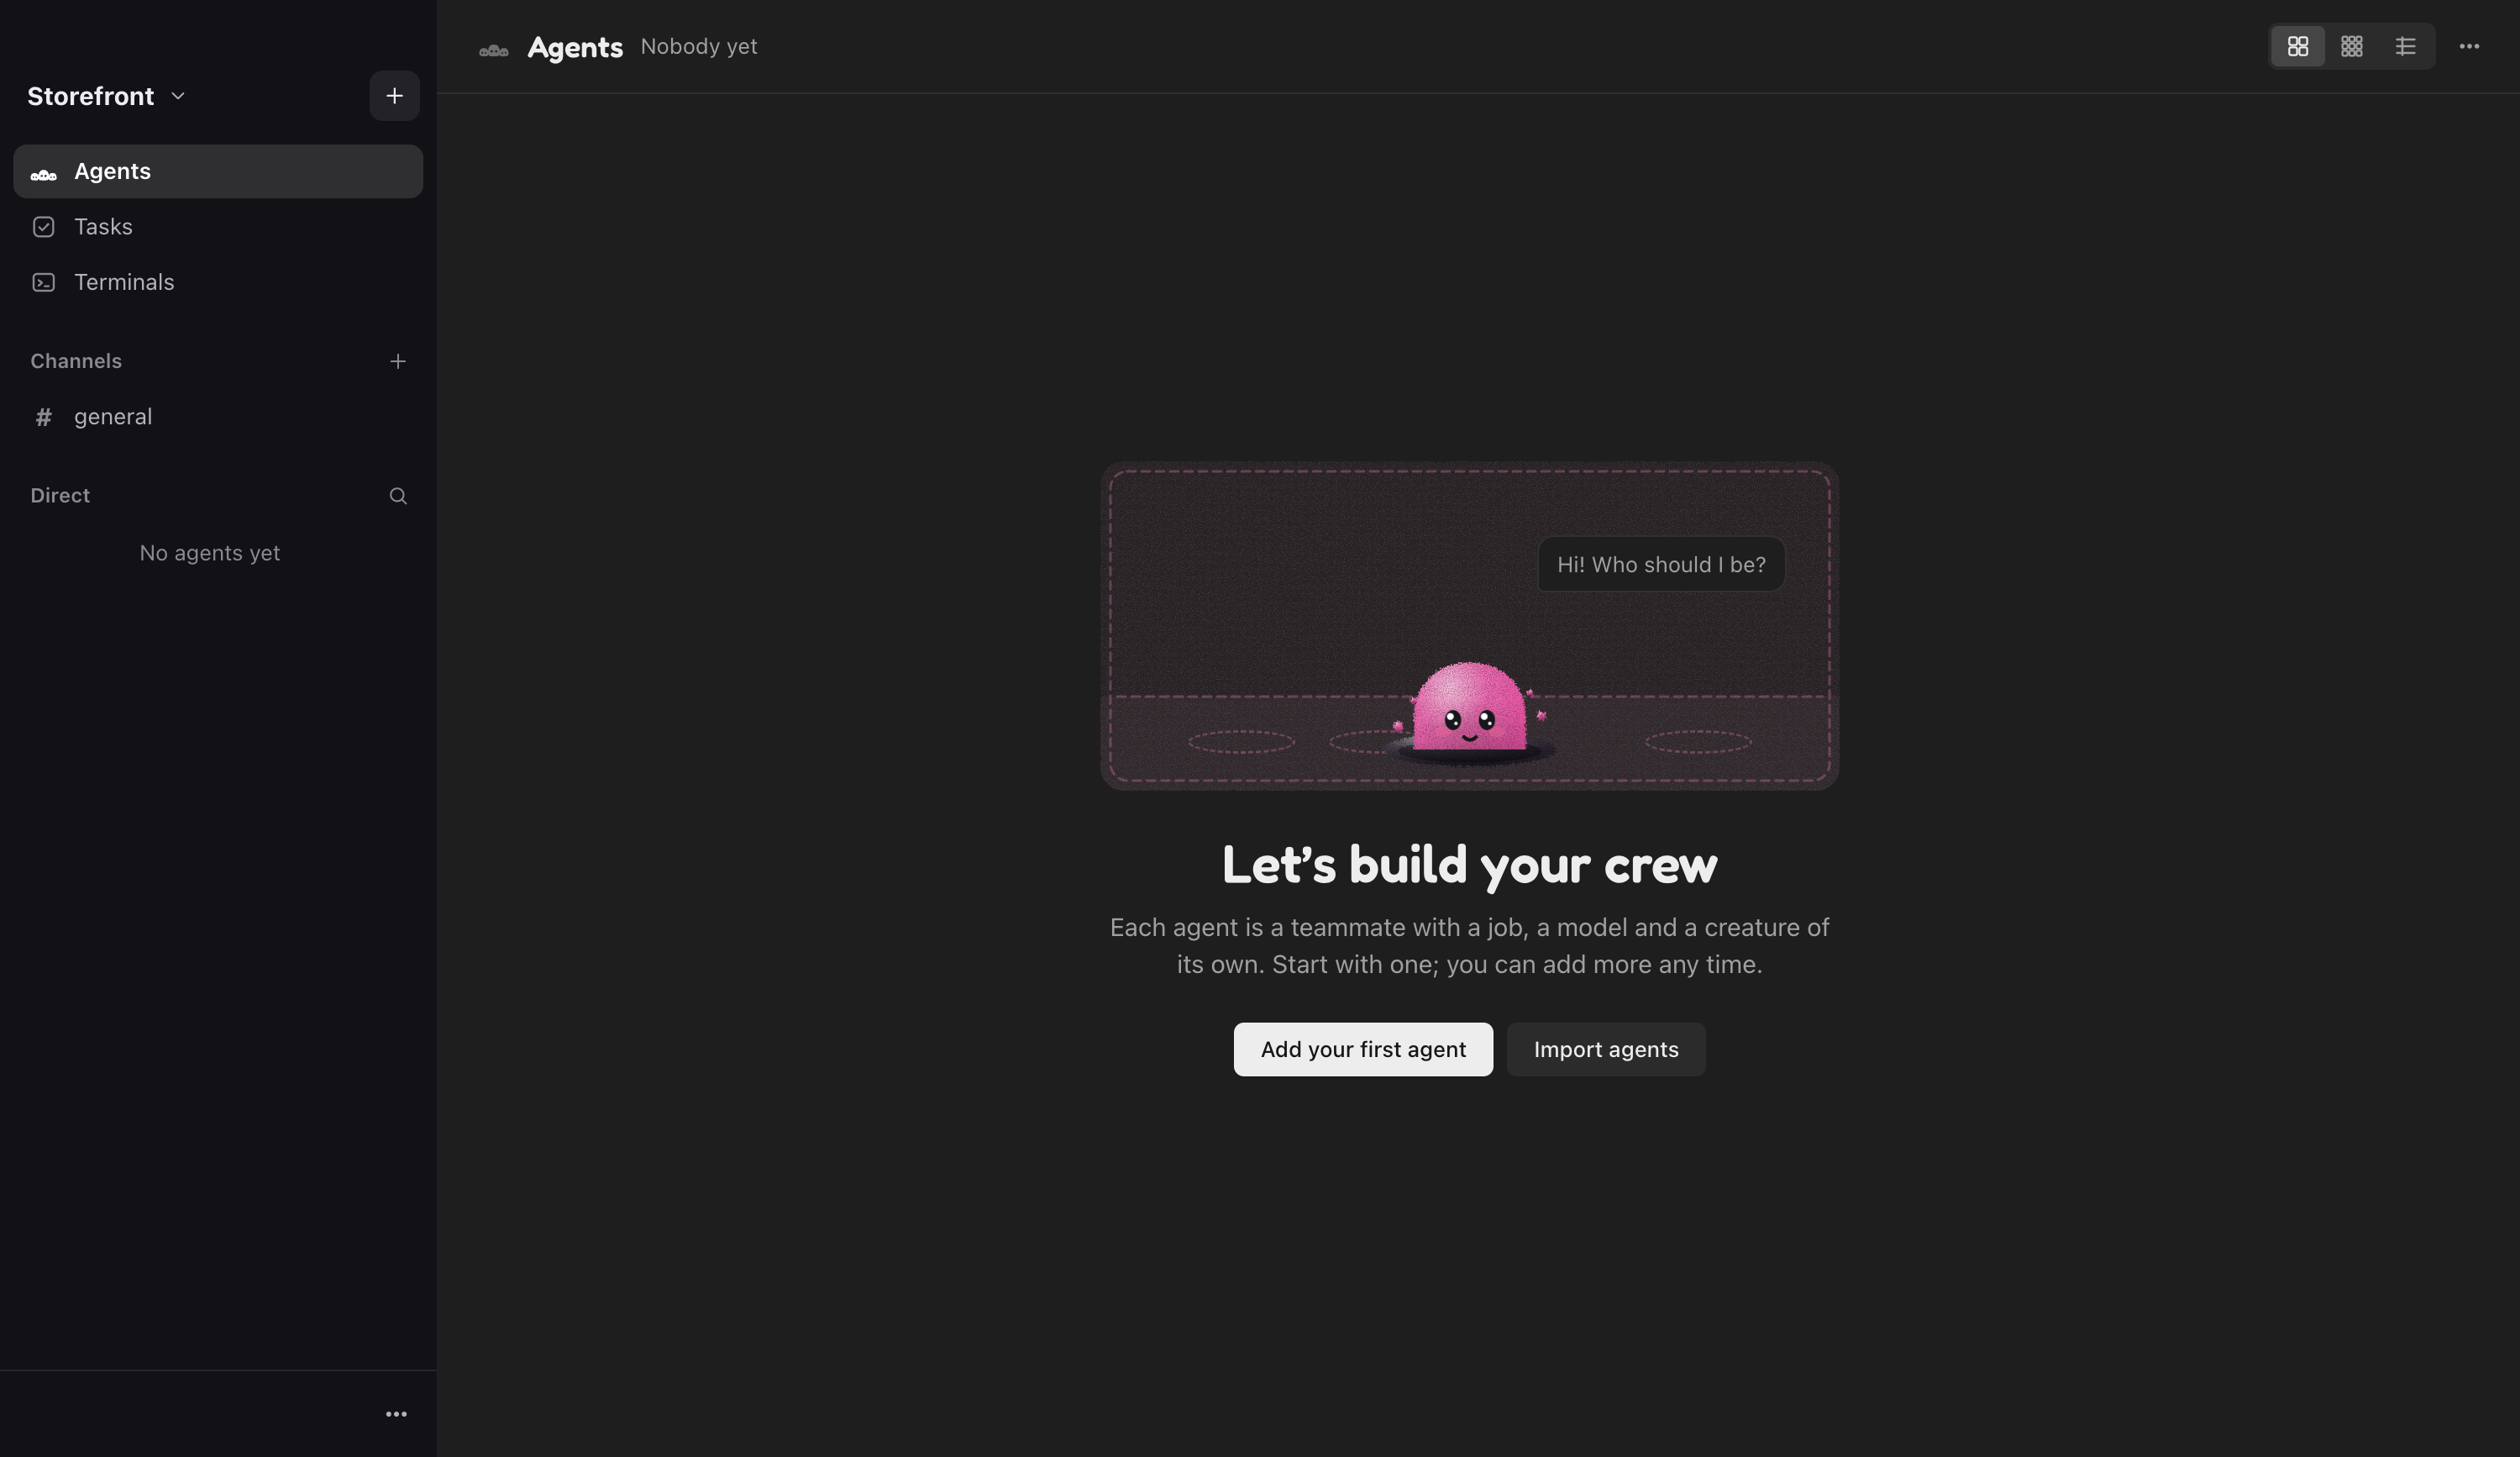 Storefront
Agents
Tasks
Terminals
Channels
# general
Direct
No agents yet
Agents Nobody yet
Hi! Who should I be?
Let’s build your crew
Each agent is a teammate with a job, a model and a creature of
its own. Start with one; you can add more any time.
Add your first agent
Import agents